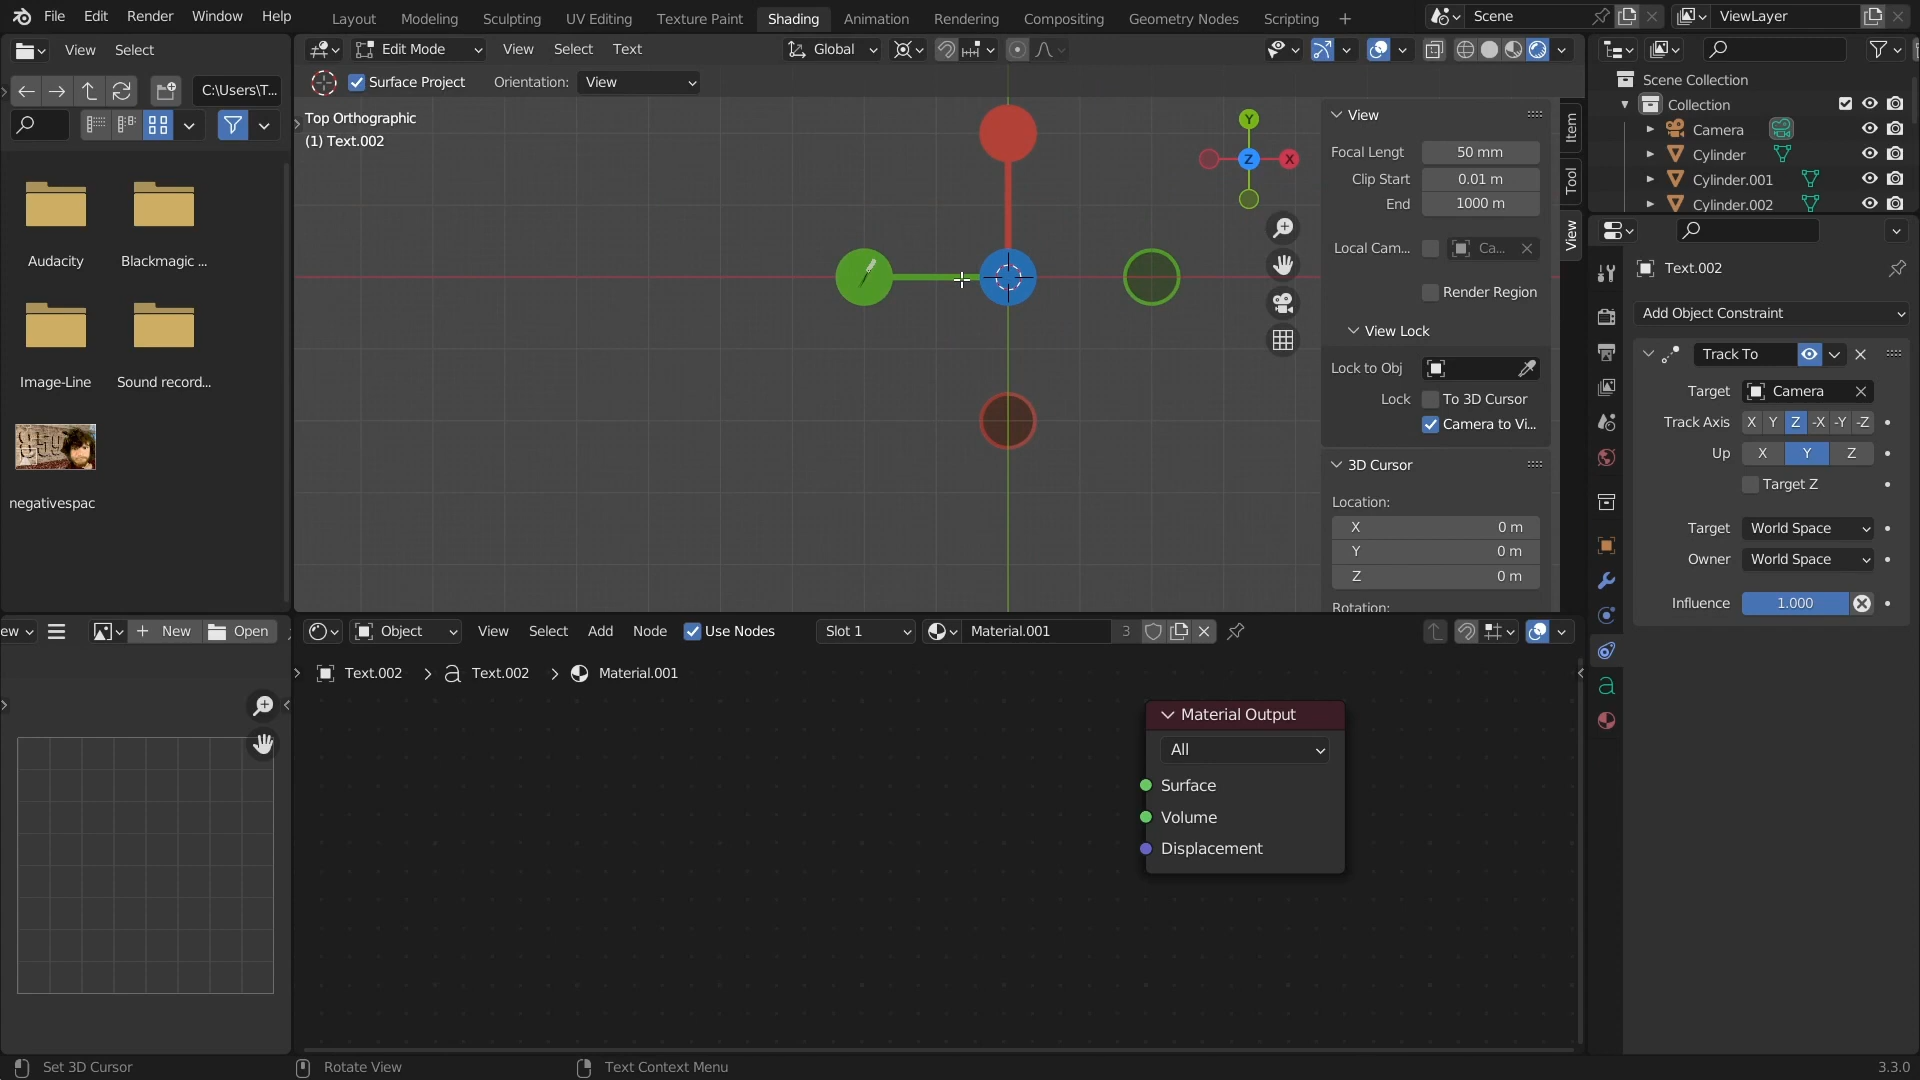 File Edit Render Window Help
Layout Modeling Sculpting UV Editing Texture Paint Shading Animation Rendering Compositing Geometry Nodes Scripting
Scene
ViewLayer
View Select
Edit Mode View Select Text
Global
C:\Users\T...
Surface Project Orientation: View
Top Orthographic
(1) Text.002
Y
Z
X
Audacity
Blackmagic ...
Image-Line
Sound record...
negativespac
View
Focal Lengt 50 mm
Clip Start 0.01 m
End 1000 m
Local Cam... Ca...
Render Region
View Lock
Lock to Obj
Lock To 3D Cursor
Camera to Vi...
3D Cursor
Location:
X 0 m
Y 0 m
Z 0 m
Rotation:
Item
Tool
View
Scene Collection
Collection
Camera
Cylinder
Cylinder.001
Cylinder.002
Text.002
Add Object Constraint
Track To
Target Camera
Track Axis X Y Z -X -Y -Z
Up X Y Z
Target Z
Target World Space
Owner World Space
Influence 1.000
ew New Open
Object View Select Add Node Use Nodes Slot 1 Material.001 3
Text.002 Text.002 Material.001
Material Output
All
Surface
Volume
Displacement
Set 3D Cursor Rotate View Text Context Menu 3.3.0